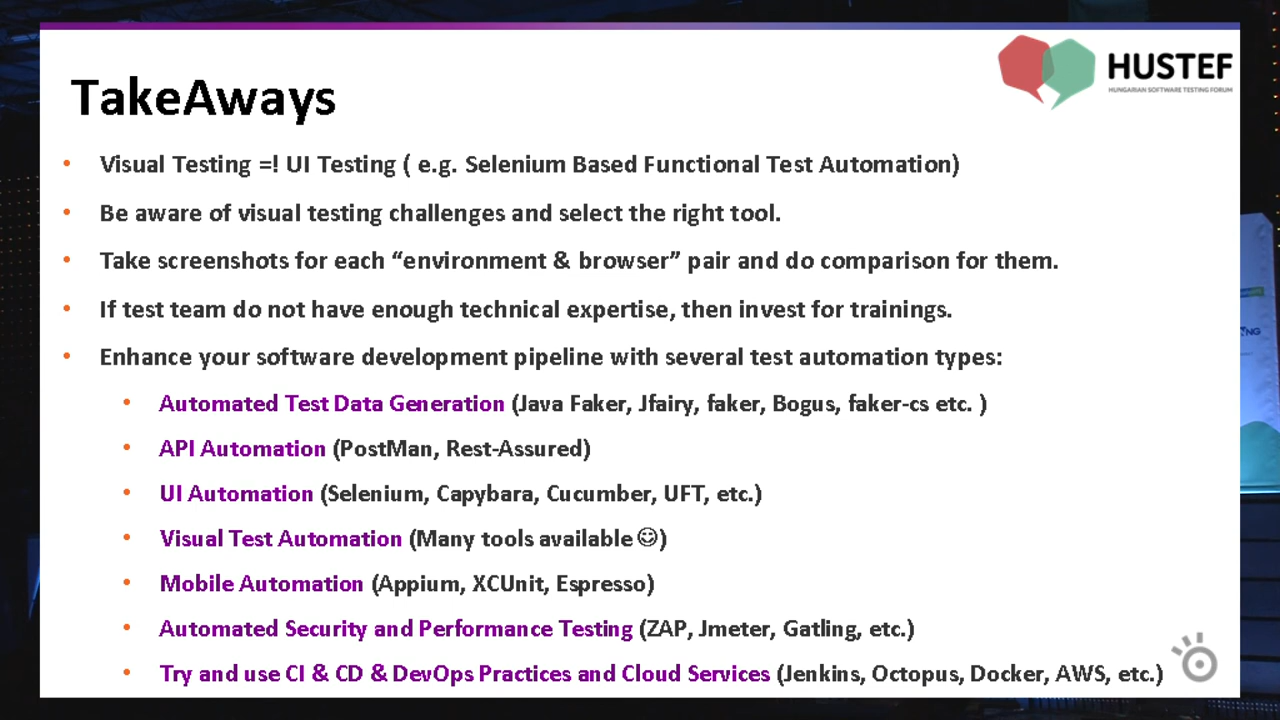 HUSTEF
HUNGARIAN SOFTWARE TESTING FORUM
TakeAways
• Visual Testing =! UI Testing ( e.g. Selenium Based Functional Test Automation)
• Be aware of visual testing challenges and select the right tool.
• Take screenshots for each “environment & browser” pair and do comparison for them.
• If test team do not have enough technical expertise, then invest for trainings.
• Enhance your software development pipeline with several test automation types:
• Automated Test Data Generation (Java Faker, Jfairy, faker, Bogus, faker-cs etc. )
• API Automation (PostMan, Rest-Assured)
• UI Automation (Selenium, Capybara, Cucumber, UFT, etc.)
• Visual Test Automation (Many tools available☺)
• Mobile Automation (Appium, XCUnit, Espresso)
• Automated Security and Performance Testing (ZAP, Jmeter, Gatling, etc.)
• Try and use CI & CD & DevOps Practices and Cloud Services (Jenkins, Octopus, Docker, AWS, etc.)